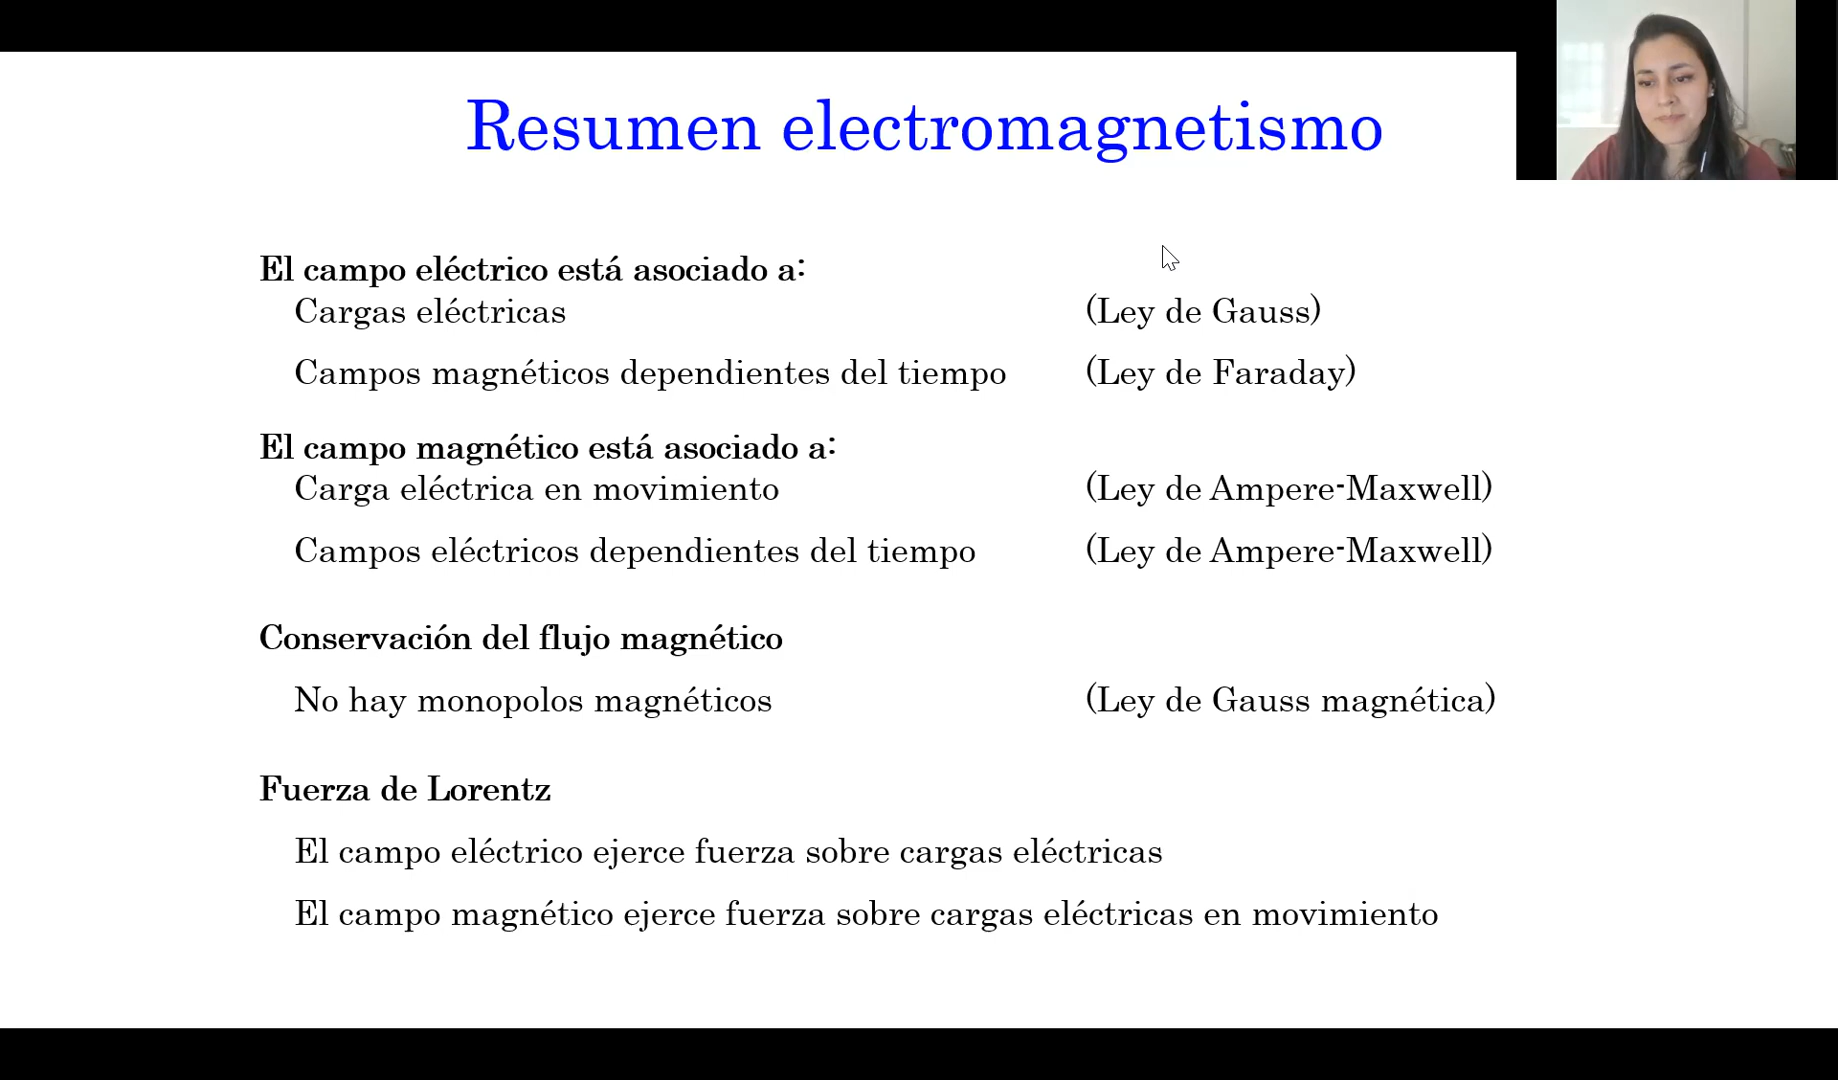 Resumen electromagnetismo
El campo eléctrico está asociado a:
Cargas eléctricas (Ley de Gauss)
Campos magnéticos dependientes del tiempo (Ley de Faraday)
El campo magnético está asociado a:
Carga eléctrica en movimiento (Ley de Ampere-Maxwell)
Campos eléctricos dependientes del tiempo (Ley de Ampere-Maxwell)
Conservación del flujo magnético
No hay monopolos magnéticos (Ley de Gauss magnética)
Fuerza de Lorentz
El campo eléctrico ejerce fuerza sobre cargas eléctricas
El campo magnético ejerce fuerza sobre cargas eléctricas en movimiento